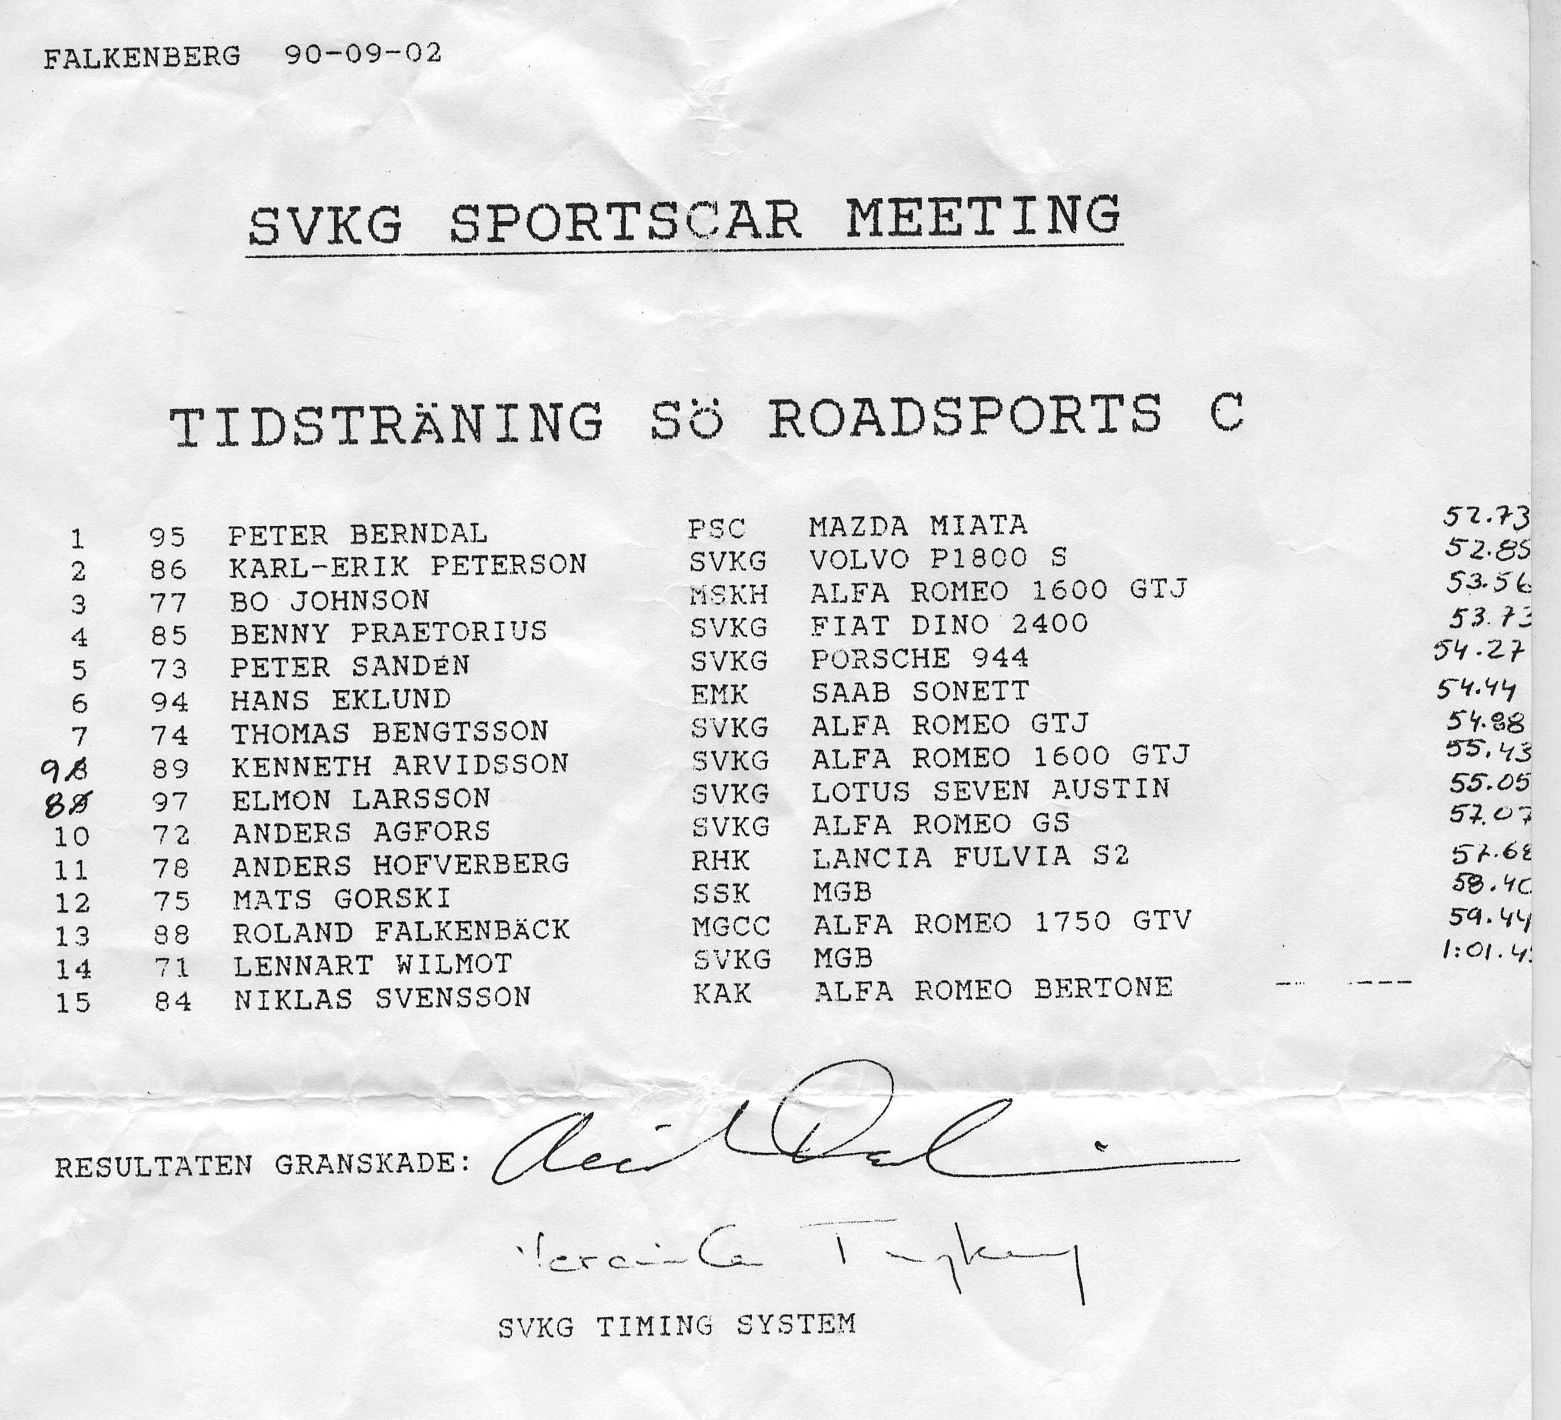 FALKENBERG 90-09-02
SVKG SPORTSCAR MEETING
TIDSTRÄNING SÖ ROADSPORTS C
1 95 PETER BERNDAL PSC MAZDA MIATA 52.73
2 86 KARL-ERIK PETERSON SVKG VOLVO P1800 S 52.85
3 77 BO JOHNSON MSKH ALFA ROMEO 1600 GTJ 53.56
4 85 BENNY PRAETORIUS SVKG FIAT DINO 2400 53.73
5 73 PETER SANDÉN SVKG PORSCHE 944 54.27
6 94 HANS EKLUND EMK SAAB SONETT 54.44
7 74 THOMAS BENGTSSON SVKG ALFA ROMEO GTJ 54.88
9 8 89 KENNETH ARVIDSSON SVKG ALFA ROMEO 1600 GTJ 55.43
8 9 97 ELMON LARSSON SVKG LOTUS SEVEN AUSTIN 55.05
10 72 ANDERS AGFORS SVKG ALFA ROMEO GS 57.07
11 78 ANDERS HOFVERBERG RHK LANCIA FULVIA S2 57.68
12 75 MATS GORSKI SSK MGB 58.40
13 88 ROLAND FALKENBÄCK MGCC ALFA ROMEO 1750 GTV 59.44
14 71 LENNART WILMOT SVKG MGB
15 84 NIKLAS SVENSSON KAK ALFA ROMEO BERTONE -- ----
RESULTATEN GRANSKADE:
SVKG TIMING SYSTEM